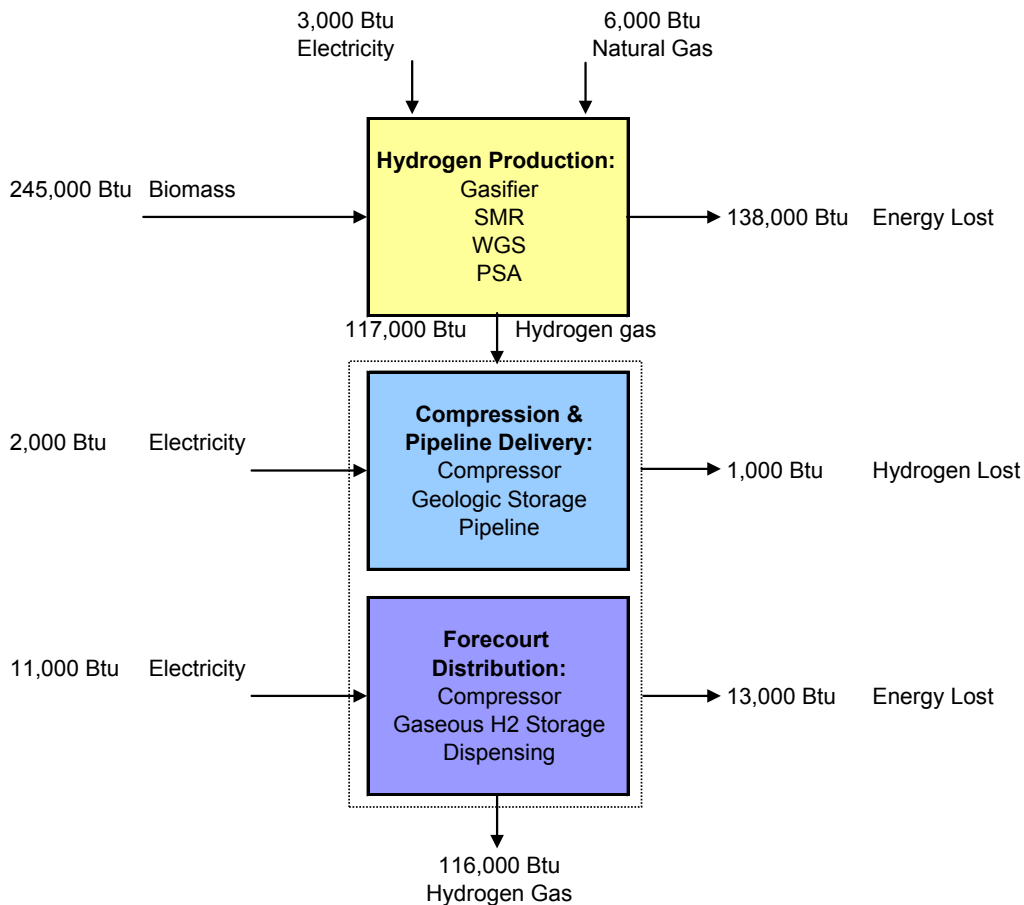 3,000 Btu
Electricity
6,000 Btu
Natural Gas
Hydrogen Production:
Gasifier
SMR
WGS
PSA
245,000 Btu Biomass
138,000 Btu Energy Lost
117,000 Btu Hydrogen gas
Compression &
Pipeline Delivery:
Compressor
Geologic Storage
Pipeline
2,000 Btu Electricity
1,000 Btu Hydrogen Lost
Forecourt
Distribution:
Compressor
Gaseous H2 Storage
Dispensing
11,000 Btu Electricity
13,000 Btu Energy Lost
116,000 Btu
Hydrogen Gas